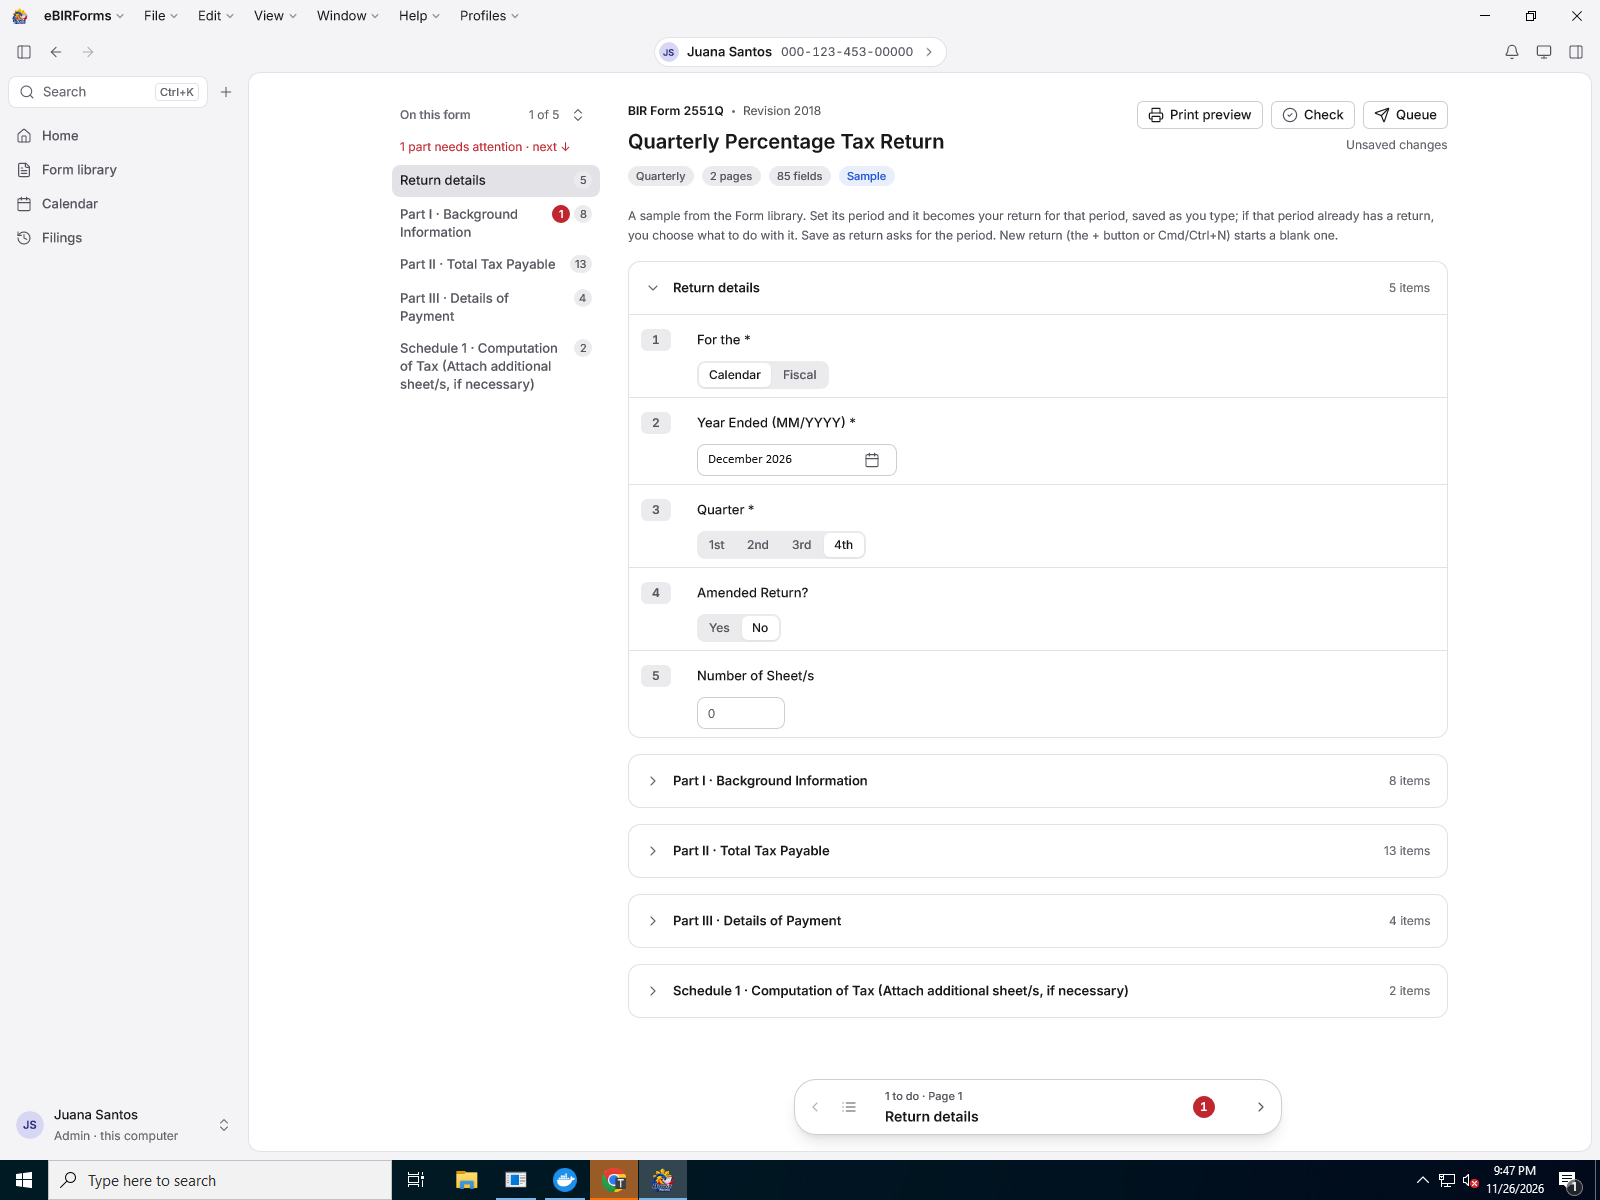 eBIRForms File Edit View Window Help Profiles
JS Juana Santos 000-123-453-00000
Search Ctrl+K
Home
Form library
Calendar
Filings
On this form 1 of 5
1 part needs attention · next ↓
Return details 5
Part I · Background Information 1 8
Part II · Total Tax Payable 13
Part III · Details of Payment 4
Schedule 1 · Computation of Tax (Attach additional sheet/s, if necessary) 2
BIR Form 2551Q • Revision 2018
Quarterly Percentage Tax Return
Quarterly 2 pages 85 fields Sample
Print preview Check Queue
Unsaved changes
A sample from the Form library. Set its period and it becomes your return for that period, saved as you type; if that period already has a return,
you choose what to do with it. Save as return asks for the period. New return (the + button or Cmd/Ctrl+N) starts a blank one.
Return details 5 items
1 For the *
Calendar Fiscal
2 Year Ended (MM/YYYY) *
December 2026
3 Quarter *
1st 2nd 3rd 4th
4 Amended Return?
Yes No
5 Number of Sheet/s
0
Part I · Background Information 8 items
Part II · Total Tax Payable 13 items
Part III · Details of Payment 4 items
Schedule 1 · Computation of Tax (Attach additional sheet/s, if necessary) 2 items
1 to do · Page 1
Return details 1
JS Juana Santos
Admin · this computer
Type here to search
9:47 PM
11/26/2026
1